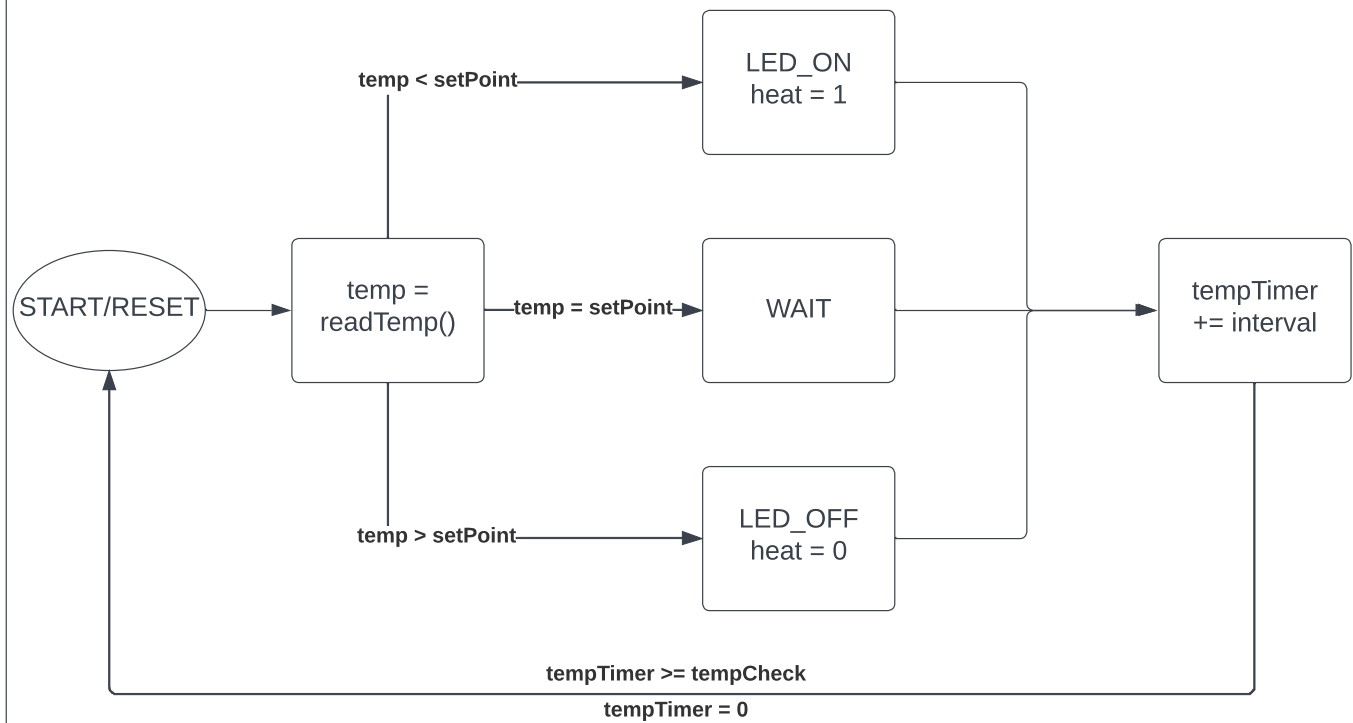 temp < setPoint
LED_ON
heat = 1
START/RESET
temp =
readTemp()
temp = setPoint
WAIT
tempTimer
+= interval
temp > setPoint
LED_OFF
heat = 0
tempTimer >= tempCheck
tempTimer = 0